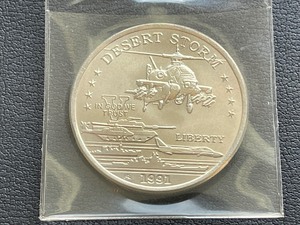 DESERT STORM
IN GOD WE
TRUST
LIBERTY
1991